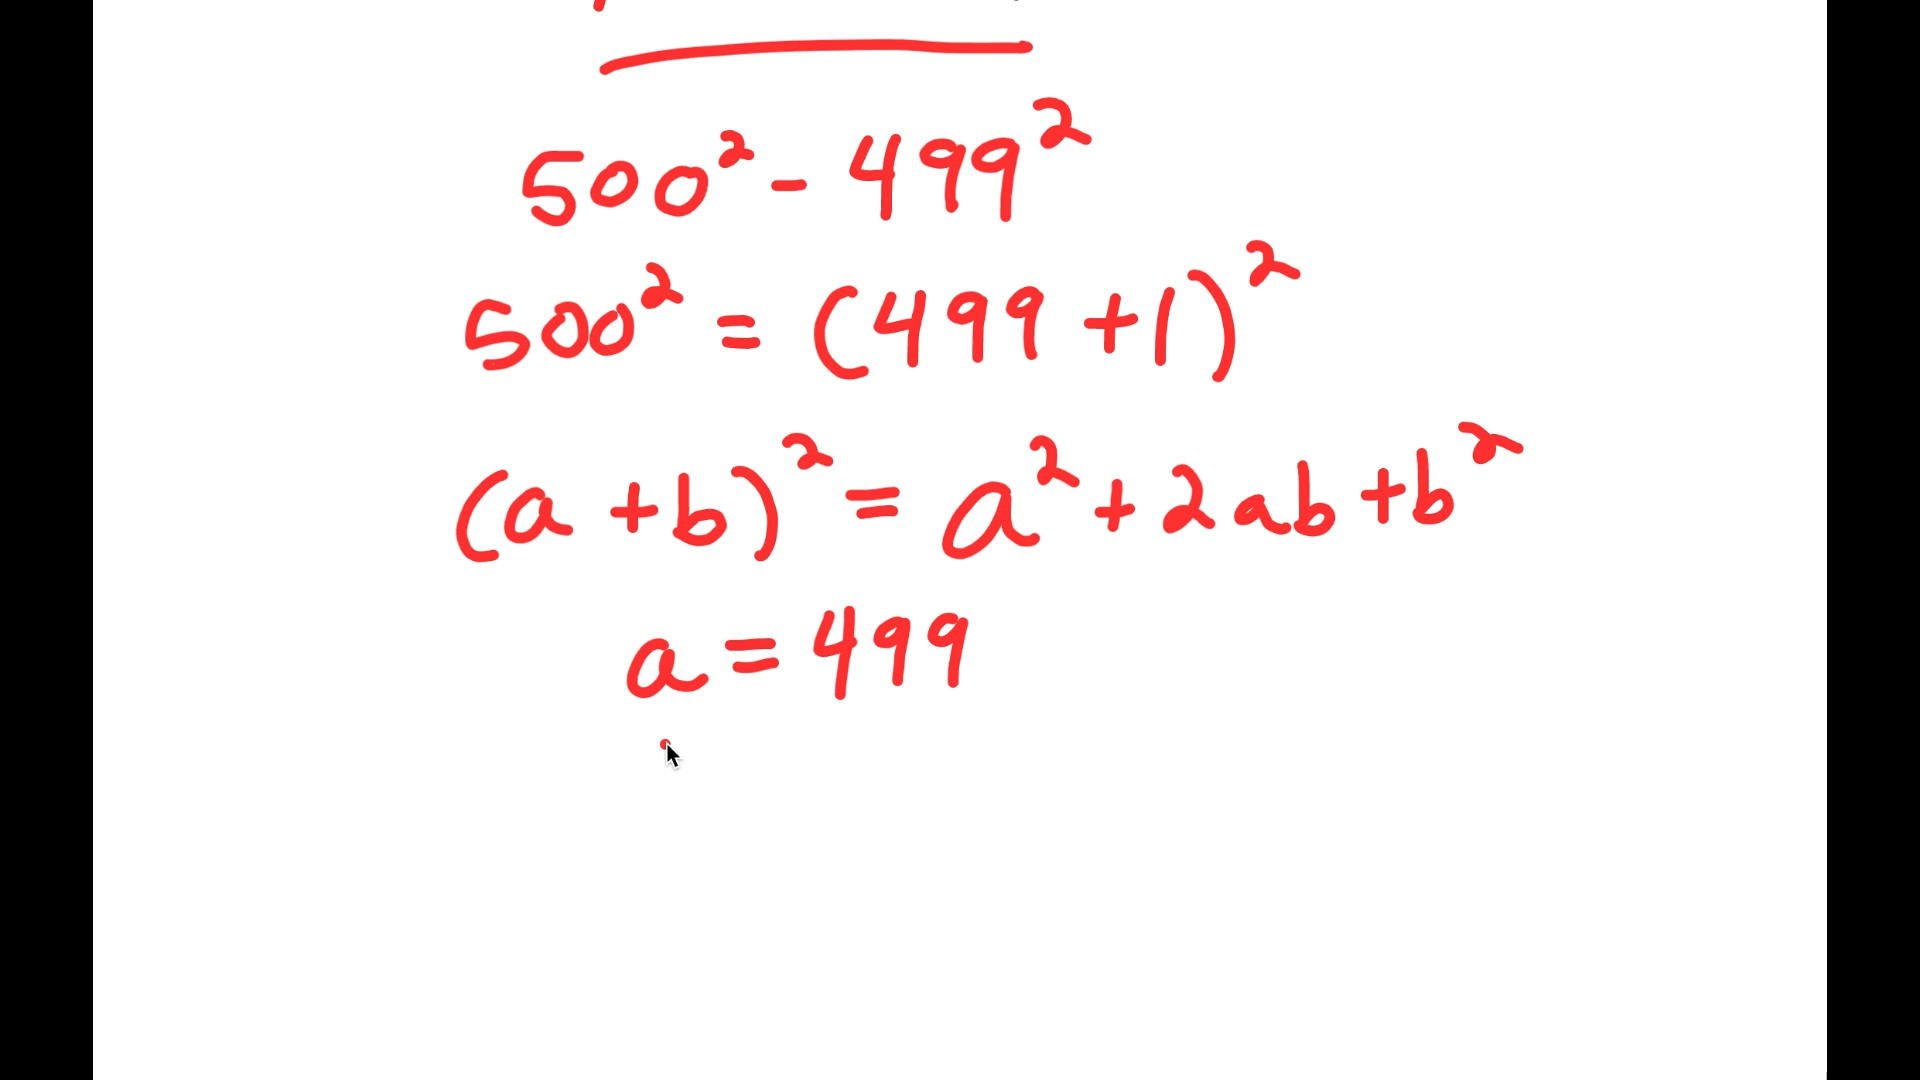 500² - 499²
500² = (499 + 1)²
(a + b)² = a² + 2ab + b²
a = 499